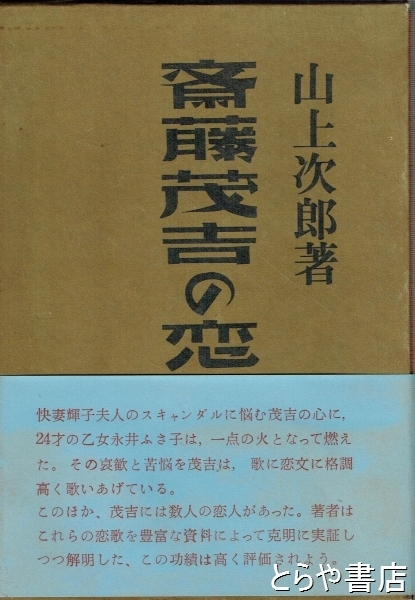 山上次郎著
斎藤茂吉の恋
快妻輝子夫人のスキャンダルに悩む茂吉の心に,
24才の乙女永井ふさ子は, 一点の火となって燃え
た。その哀歓と苦悩を茂吉は, 歌に恋文に格調
高く歌いあげている。
このほか、茂吉には数人の恋人があった。著者は
これらの恋歌を豊富な資料によって克明に実証し
つつ解明した、この功績は高く評価されよう。
とらや書店